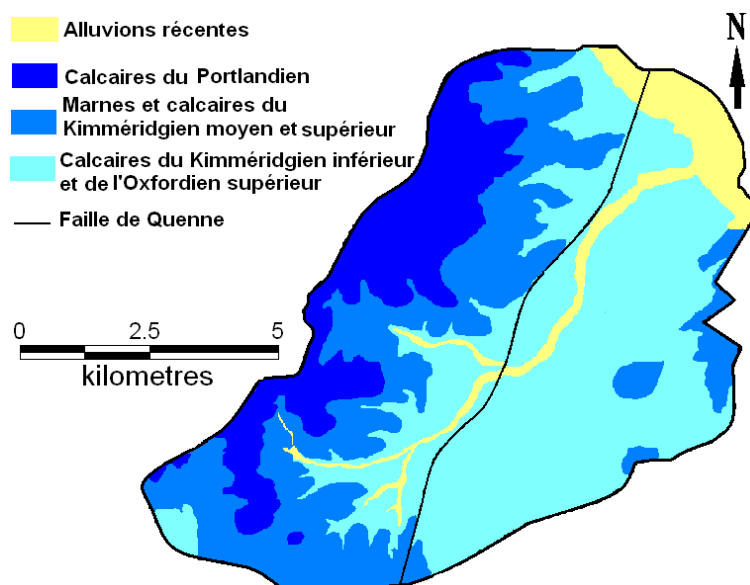 Alluvions récentes
N
Calcaires du Portlandien
Marnes et calcaires du
Kimméridgien moyen et supérieur
Calcaires du Kimméridgien inférieur
et de l'Oxfordien supérieur
Faille de Quenne
0 2.5 5
kilometres